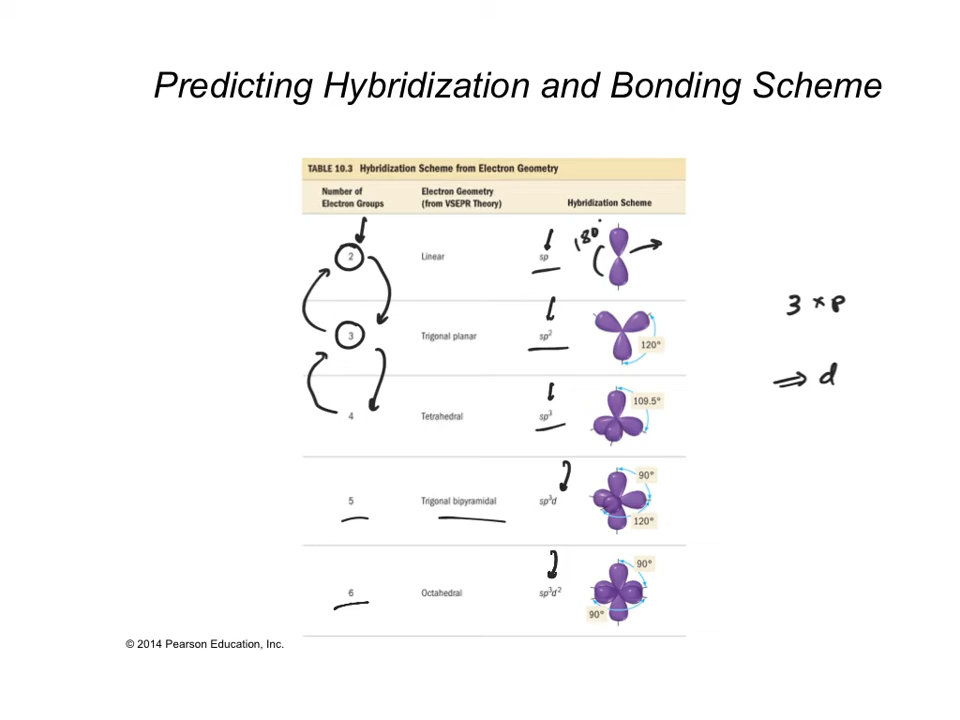 Predicting Hybridization and Bonding Scheme
TABLE 10.3 Hybridization Scheme from Electron Geometry
Number of Electron Groups
Electron Geometry (from VSEPR Theory)
Hybridization Scheme
2 Linear sp 180°
3 Trigonal planar sp² 120°
3 × p
4 Tetrahedral sp³ 109.5°
⇒ d
5 Trigonal bipyramidal sp³d 90° 120°
6 Octahedral sp³d² 90° 90°
© 2014 Pearson Education, Inc.